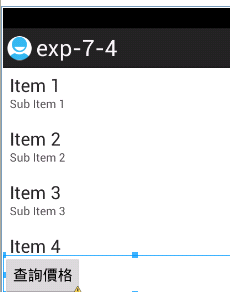 exp-7-4
Item 1
Sub Item 1
Item 2
Sub Item 2
Item 3
Sub Item 3
Item 4
查詢價格